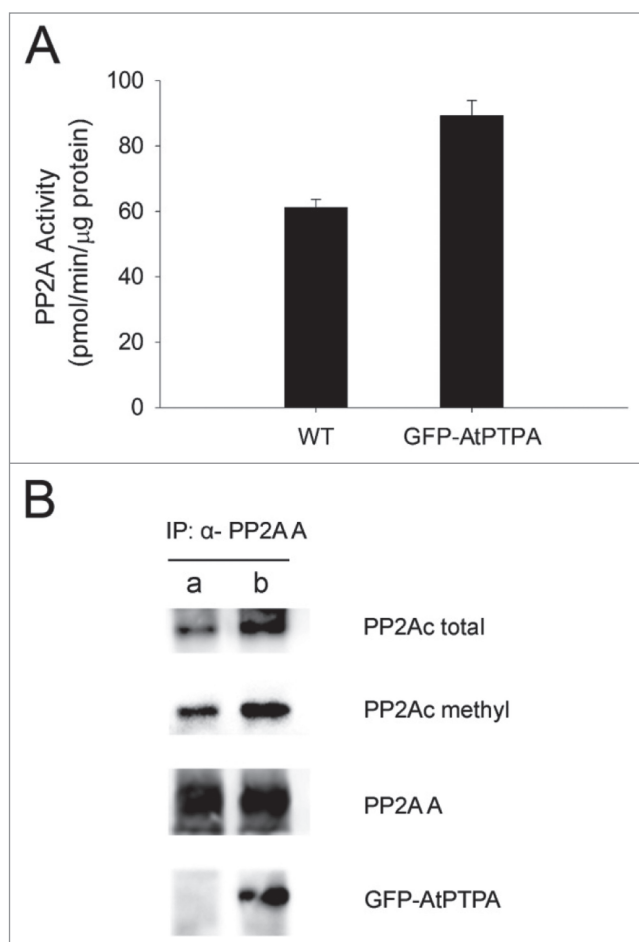 A
PP2A Activity
(pmol/min/μg protein)
100
80
60
40
20
0
WT GFP-AtPTPA
B
IP: α- PP2A A
a b
PP2Ac total
PP2Ac methyl
PP2A A
GFP-AtPTPA